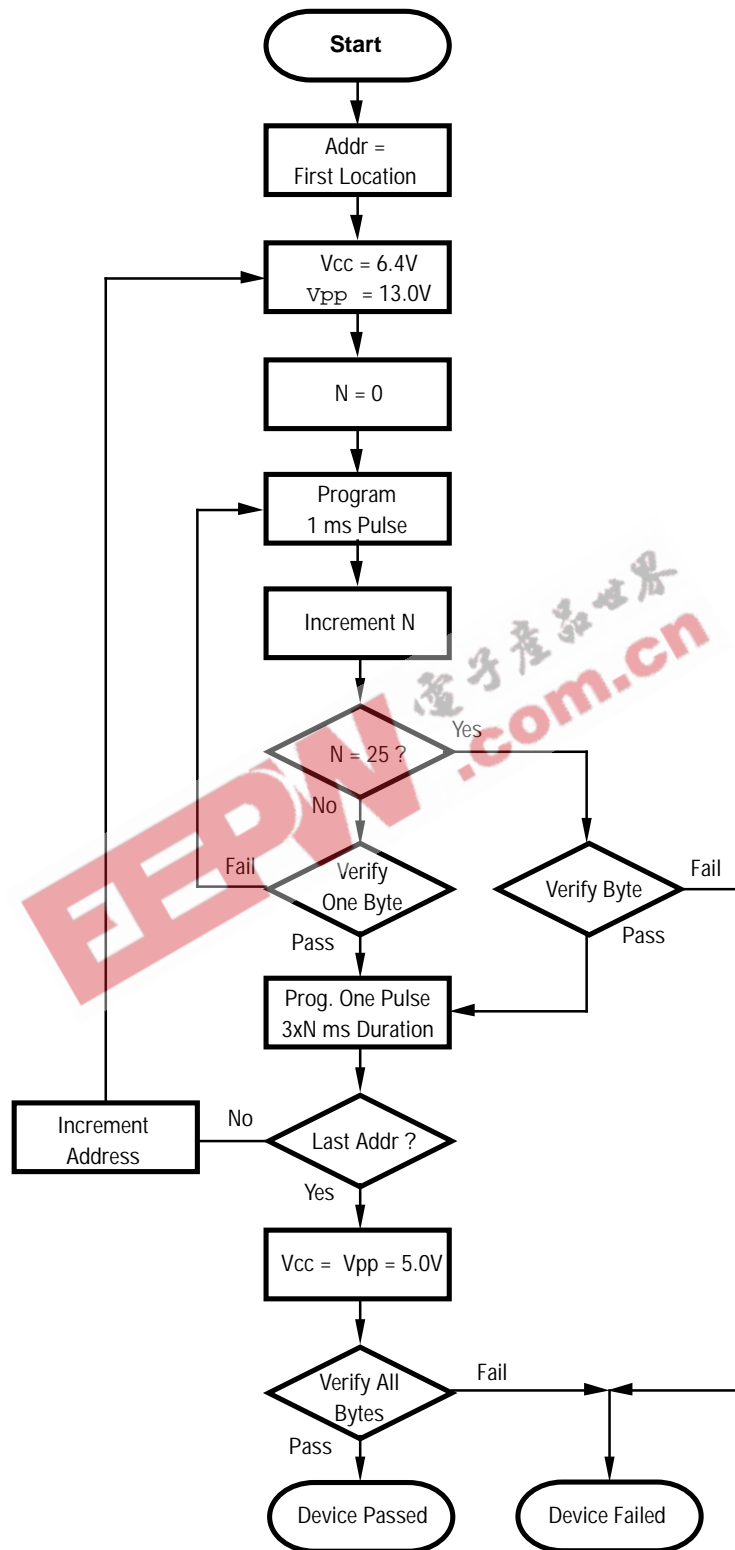 Start
Addr =
First Location
Vcc = 6.4V
Vpp = 13.0V
N = 0
Program
1 ms Pulse
Increment N
電子產品世界
EEPW.com.cn
N = 25 ?
Yes
No
Verify
One Byte
Fail
Pass
Verify Byte
Fail
Pass
Prog. One Pulse
3xN ms Duration
Last Addr ?
No
Increment
Address
Yes
Vcc = Vpp = 5.0V
Verify All
Bytes
Fail
Pass
Device Passed
Device Failed